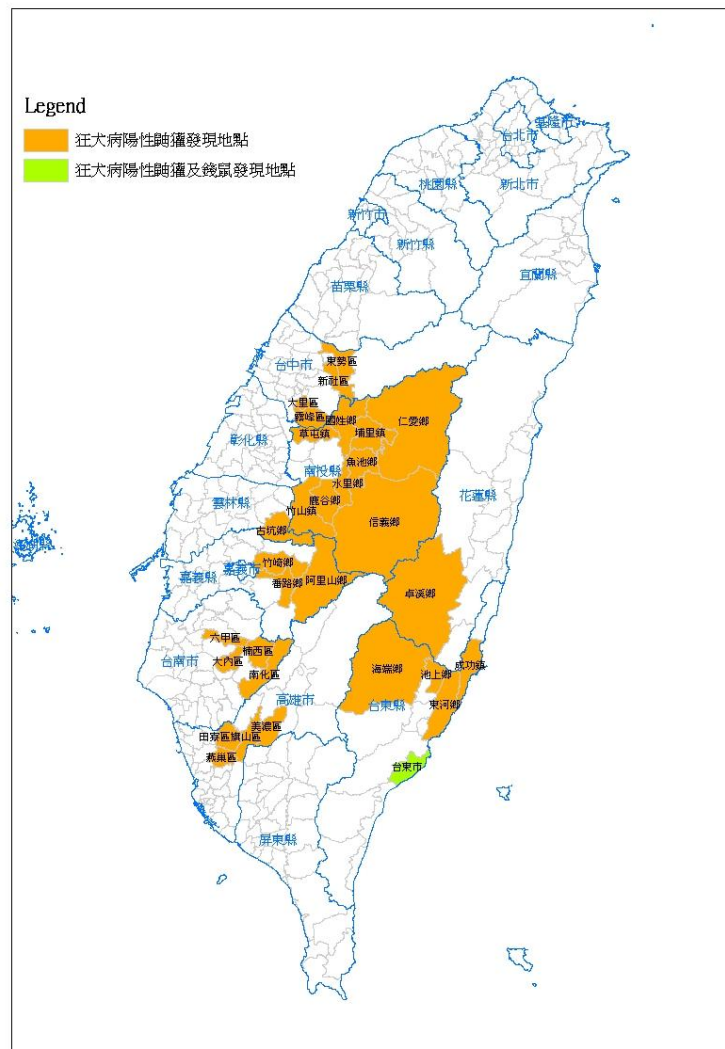 Legend
狂犬病陽性鼬獾發現地點
狂犬病陽性鼬獾及錢鼠發現地點
基隆市
台北市
新北市
桃園縣
新竹市
新竹縣
宜蘭縣
苗栗縣
東勢區
台中市
新社區
大里區
霧峰區
國姓鄉
仁愛鄉
草屯鎮
埔里鎮
彰化縣
魚池鄉
南投縣
水里鄉
花蓮縣
鹿谷鄉
雲林縣
竹山鎮
信義鄉
古坑鄉
竹崎鄉
嘉義市
嘉義縣
番路鄉
阿里山鄉
卓溪鄉
六甲區
楠西區
台南市
大內區
南化區
海端鄉
池上鄉
成功鎮
高雄市
台東縣
東河鄉
美濃區
田寮區
旗山區
燕巢區
台東市
屏東縣